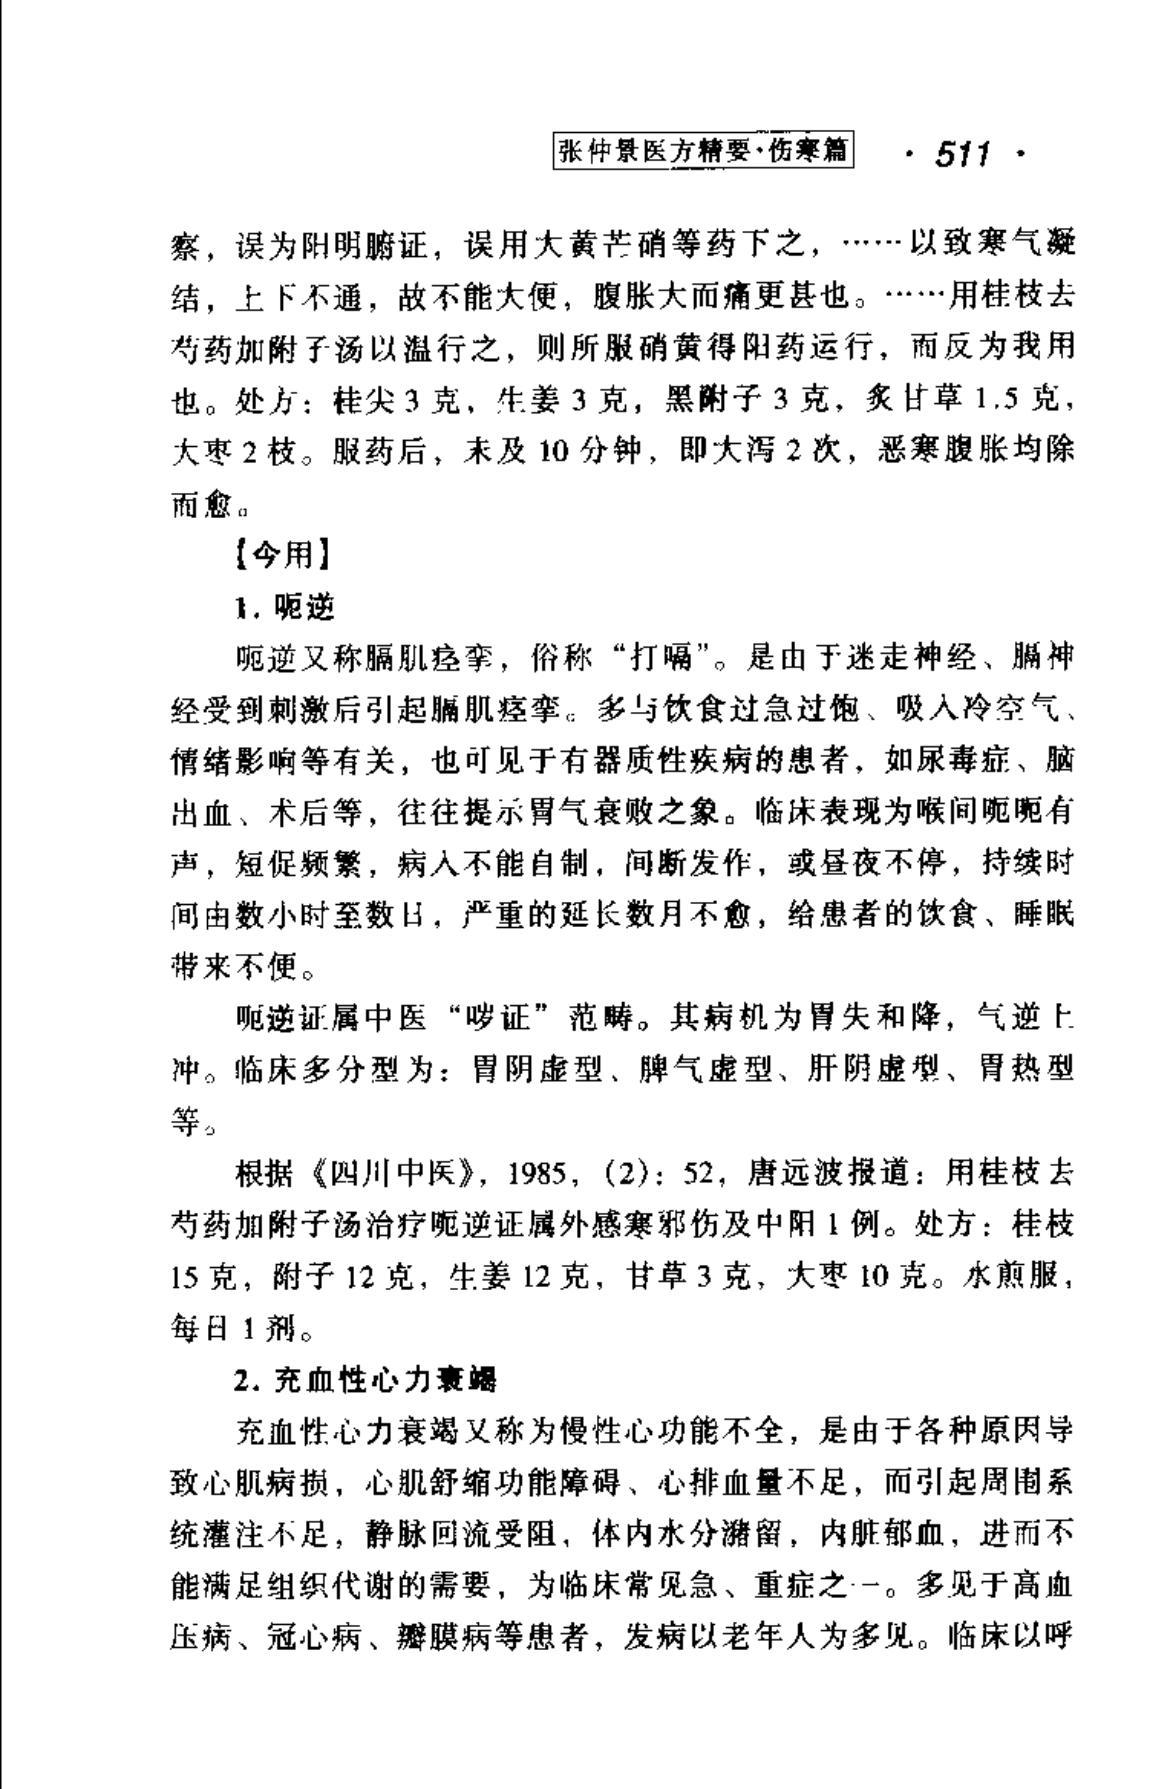 张仲景医方精要·伤寒篇 · 511 ·
察，误为阳明腑证，误用大黄芒硝等药下之，……以致寒气凝
结，上下不通，故不能大便，腹胀大而痛更甚也。……用桂枝去
芍药加附子汤以温行之，则所服硝黄得阳药运行，而反为我用
也。处方：桂尖3克，生姜3克，黑附子3克，炙甘草1.5克，
大枣2枝。服药后，未及10分钟，即大泻2次，恶寒腹胀均除
而愈。
【今用】
1. 呃逆
呃逆又称膈肌痉挛，俗称“打嗝”。是由于迷走神经、膈神
经受到刺激后引起膈肌痉挛。多与饮食过急过饱、吸入冷空气、
情绪影响等有关，也可见于有器质性疾病的患者，如尿毒症、脑
出血、术后等，往往提示胃气衰败之象。临床表现为喉间呃呃有
声，短促频繁，病人不能自制，间断发作，或昼夜不停，持续时
间由数小时至数日，严重的延长数月不愈，给患者的饮食、睡眠
带来不便。
呃逆证属中医“哕证”范畴。其病机为胃失和降，气逆上
冲。临床多分型为：胃阴虚型、脾气虚型、肝阴虚型、胃热型
等。
根据《四川中医》，1985，(2)：52，唐远波报道：用桂枝去
芍药加附子汤治疗呃逆证属外感寒邪伤及中阳1例。处方：桂枝
15克，附子12克，生姜12克，甘草3克，大枣10克。水煎服，
每日1剂。
2. 充血性心力衰竭
充血性心力衰竭又称为慢性心功能不全，是由于各种原因导
致心肌病损，心肌舒缩功能障碍、心排血量不足，而引起周围系
统灌注不足，静脉回流受阻，体内水分潴留，内脏郁血，进而不
能满足组织代谢的需要，为临床常见急、重症之一。多见于高血
压病、冠心病、瓣膜病等患者，发病以老年人为多见。临床以呼